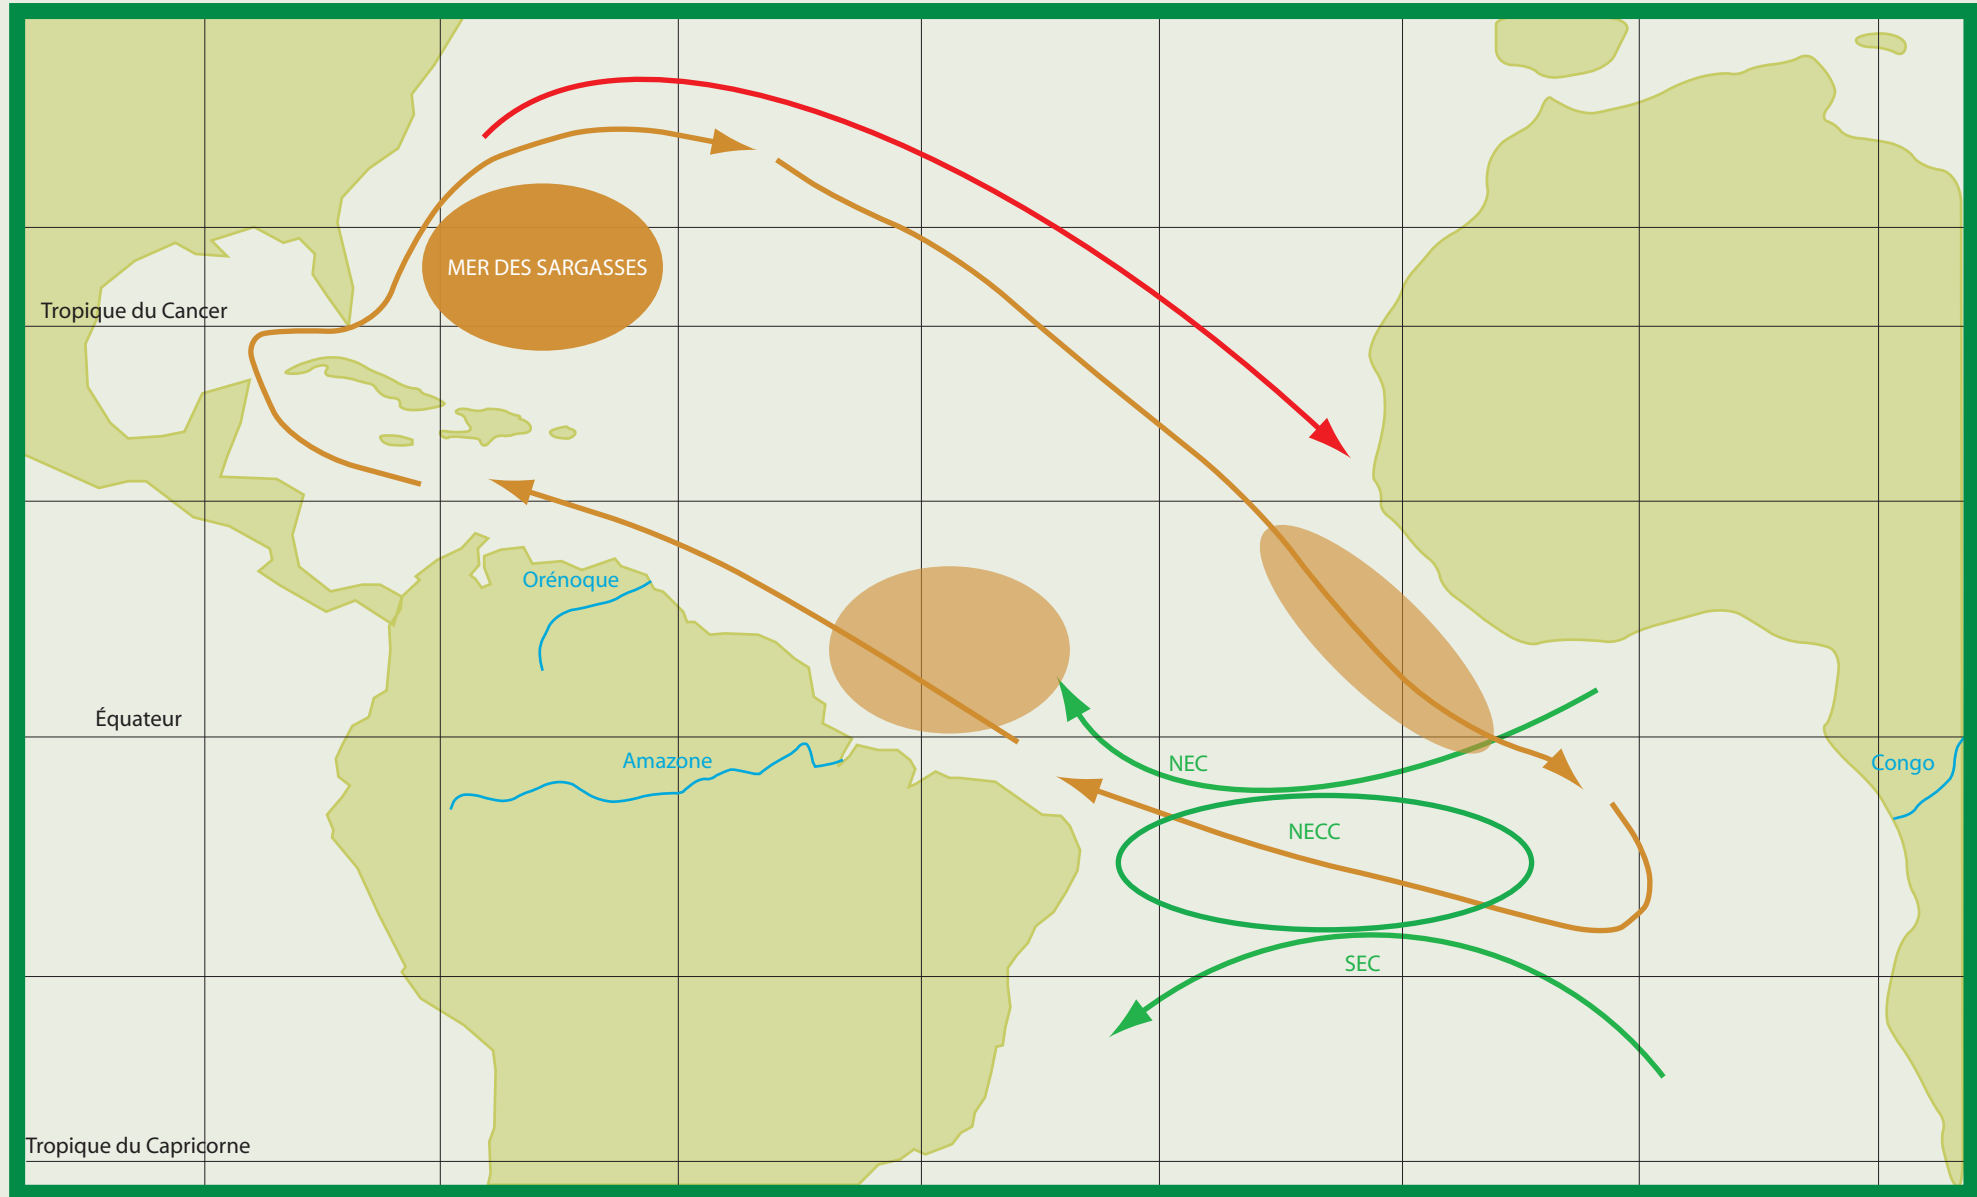 MER DES SARGASSES
Tropique du Cancer
Orénoque
Équateur
Amazone
NEC
Congo
NECC
SEC
Tropique du Capricorne